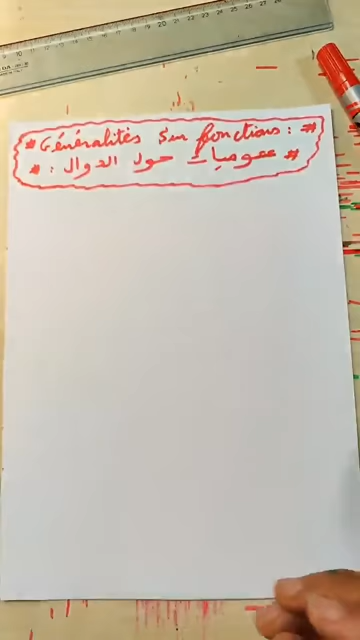 # Généralités Sur fonctions : #
# عموميات حول الدوال : #